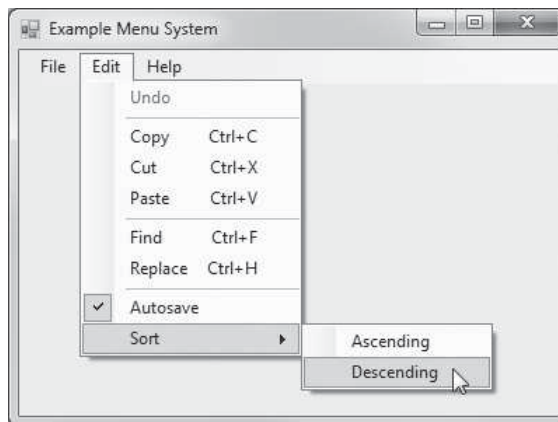 Example Menu System
File Edit Help
Undo
Copy Ctrl+C
Cut Ctrl+X
Paste Ctrl+V
Find Ctrl+F
Replace Ctrl+H
Autosave
Sort
Ascending
Descending